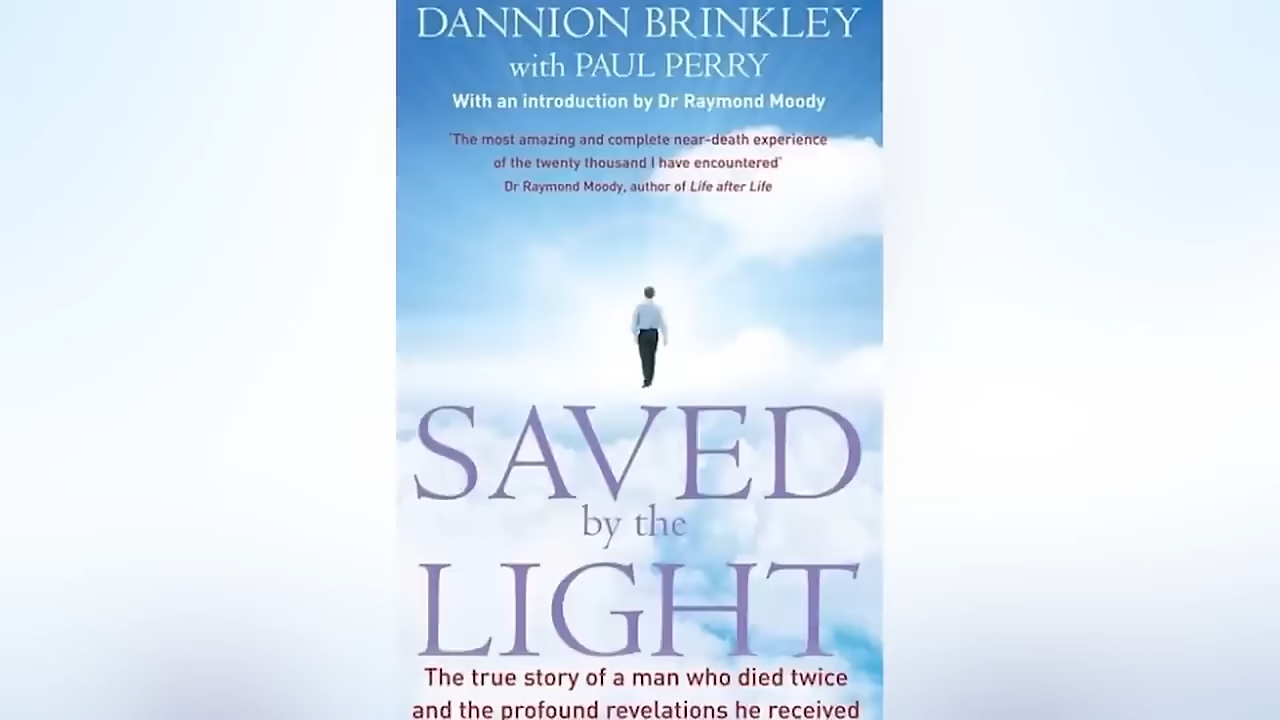 DANNION BRINKLEY
with PAUL PERRY
With an introduction by Dr Raymond Moody
'The most amazing and complete near-death experience
of the twenty thousand I have encountered'
Dr Raymond Moody, author of Life after Life
SAVED
by the
LIGHT
The true story of a man who died twice
and the profound revelations he received